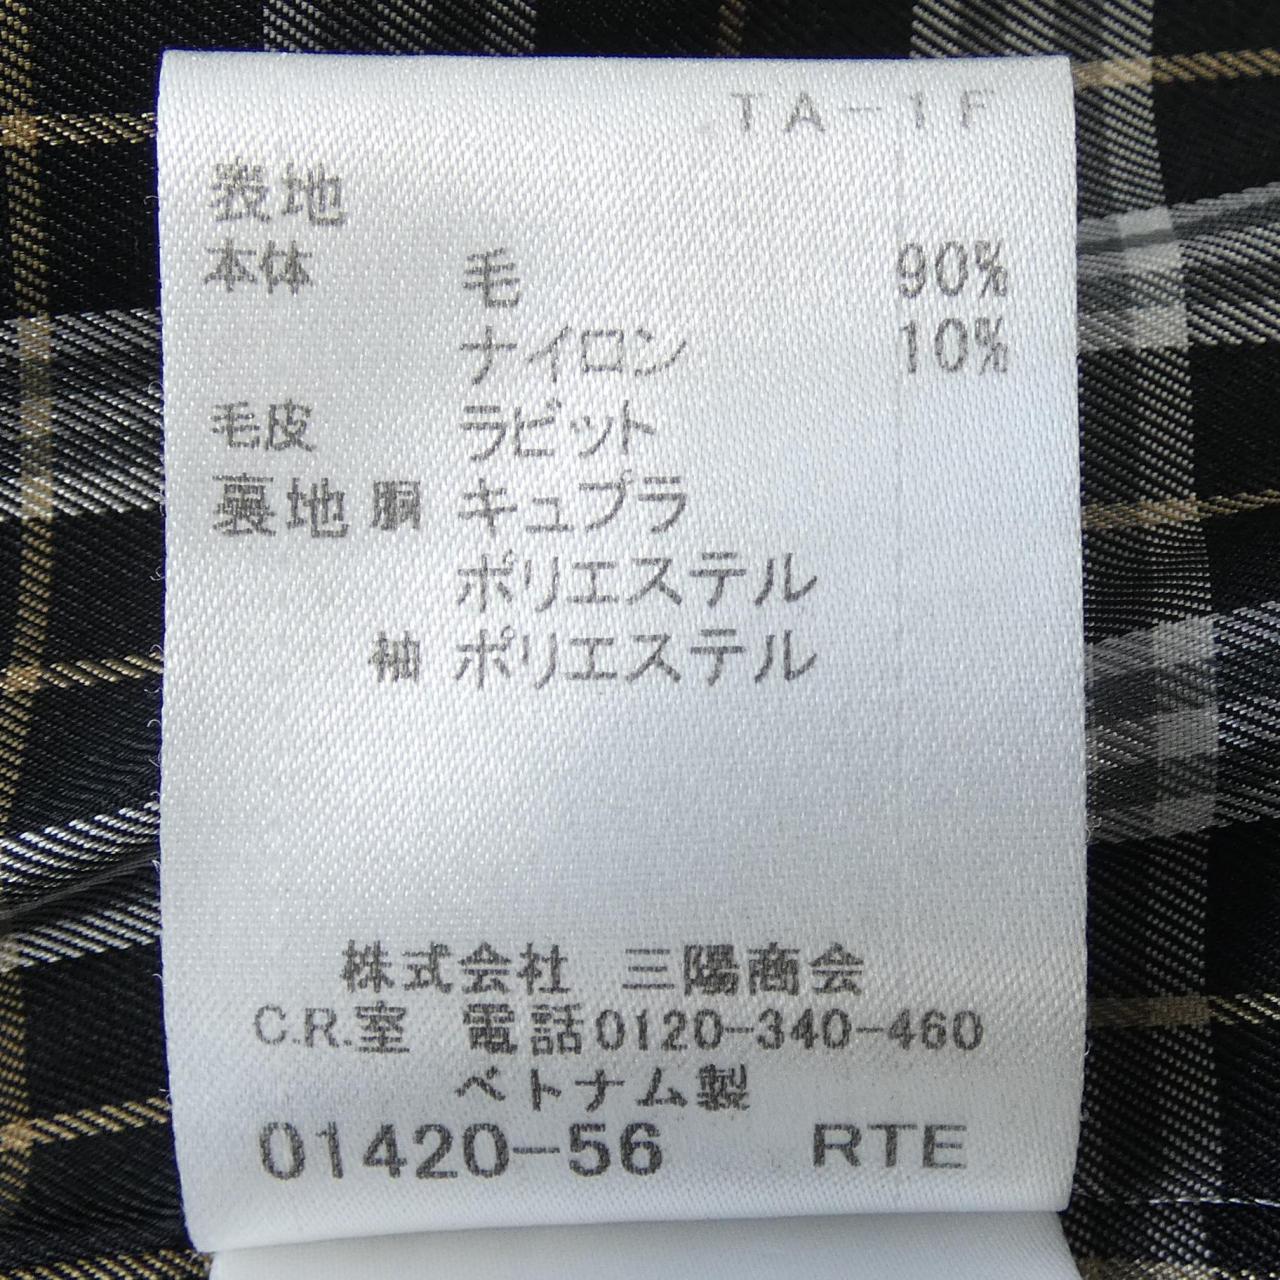 TA-1F
表地
本体 毛 90%
ナイロン 10%
毛皮 ラビット
裏地 胴 キュプラ
ポリエステル
袖 ポリエステル
株式会社 三陽商会
C.R.室 電話0120-340-460
ベトナム製
01420-56 RTE